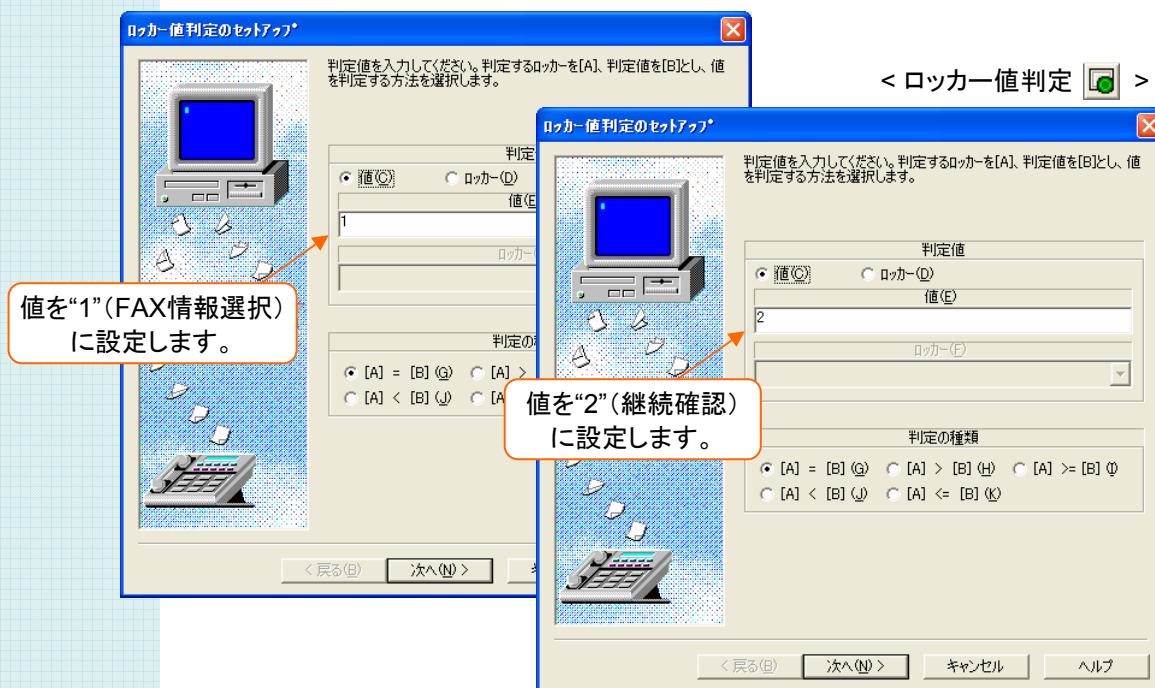 ロッカー値判定のセットアップ
判定値を入力してください。判定するロッカーを[A]、判定値を[B]とし、値
を判定する方法を選択します。
< ロッカー値判定 >
判定
値(C) ロッカー(D)
値(E
1
ロッカー
値を“1”(FAX情報選択)
に設定します。
判定の
[A] = [B] (G) [A] >
[A] < [B] (J) [A
< 戻る(B) 次へ(N) >
ロッカー値判定のセットアップ
判定値を入力してください。判定するロッカーを[A]、判定値を[B]とし、値
を判定する方法を選択します。
判定値
値(C) ロッカー(D)
値(E)
2
ロッカー(F)
値を“2”(継続確認)
に設定します。
判定の種類
[A] = [B] (G) [A] > [B] (H) [A] >= [B] (I)
[A] < [B] (J) [A] <= [B] (K)
< 戻る(B) 次へ(N) > キャンセル ヘルプ